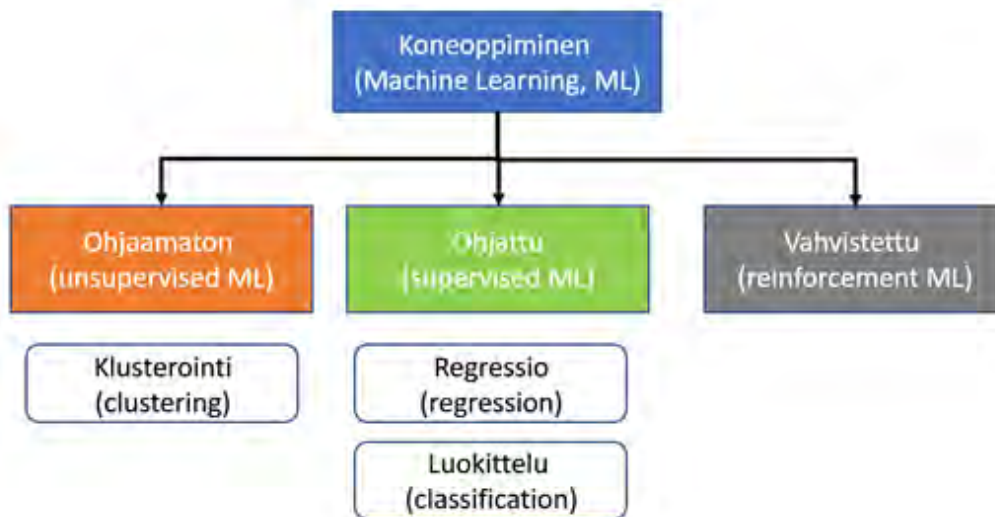 Koneoppiminen
(Machine Learning, ML)
Ohjaamaton
(unsupervised ML)
Ohjattu
(supervised ML)
Vahvistettu
(reinforcement ML)
Klusterointi
(clustering)
Regressio
(regression)
Luokittelu
(classification)